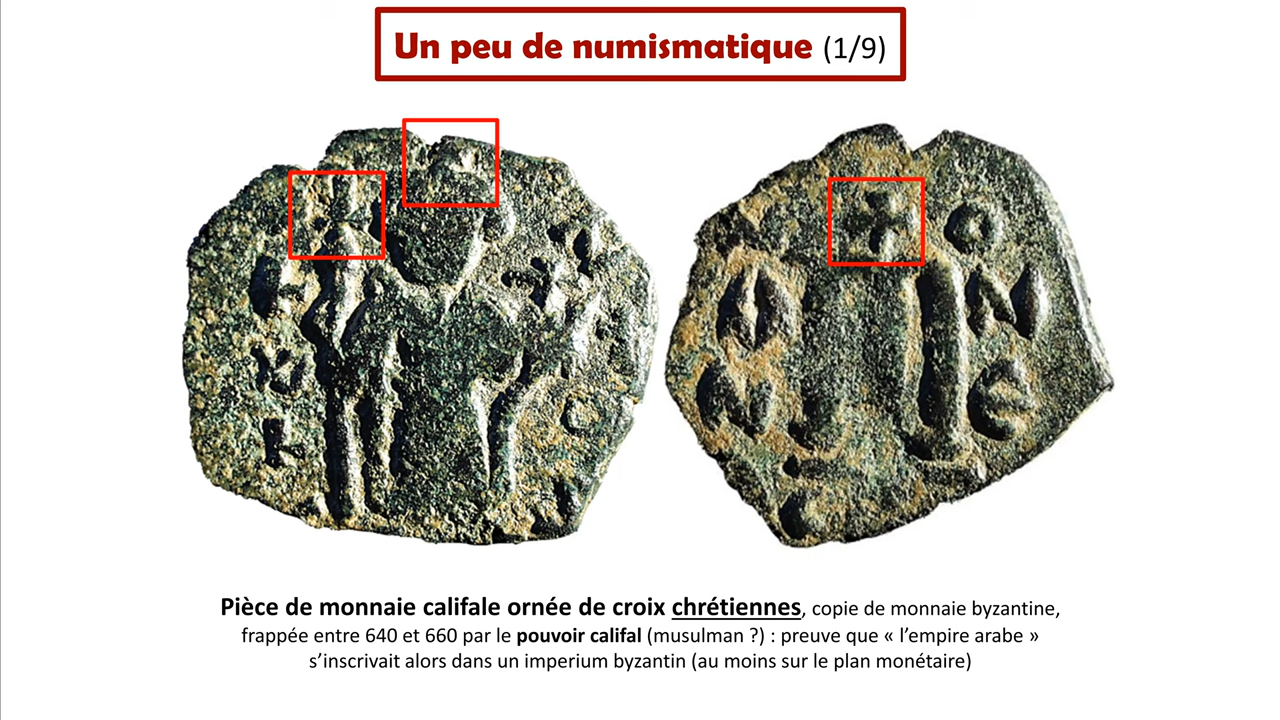 Un peu de numismatique (1/9)
Pièce de monnaie califale ornée de croix chrétiennes, copie de monnaie byzantine,
frappée entre 640 et 660 par le pouvoir califal (musulman ?) : preuve que « l’empire arabe »
s’inscrivait alors dans un imperium byzantin (au moins sur le plan monétaire)